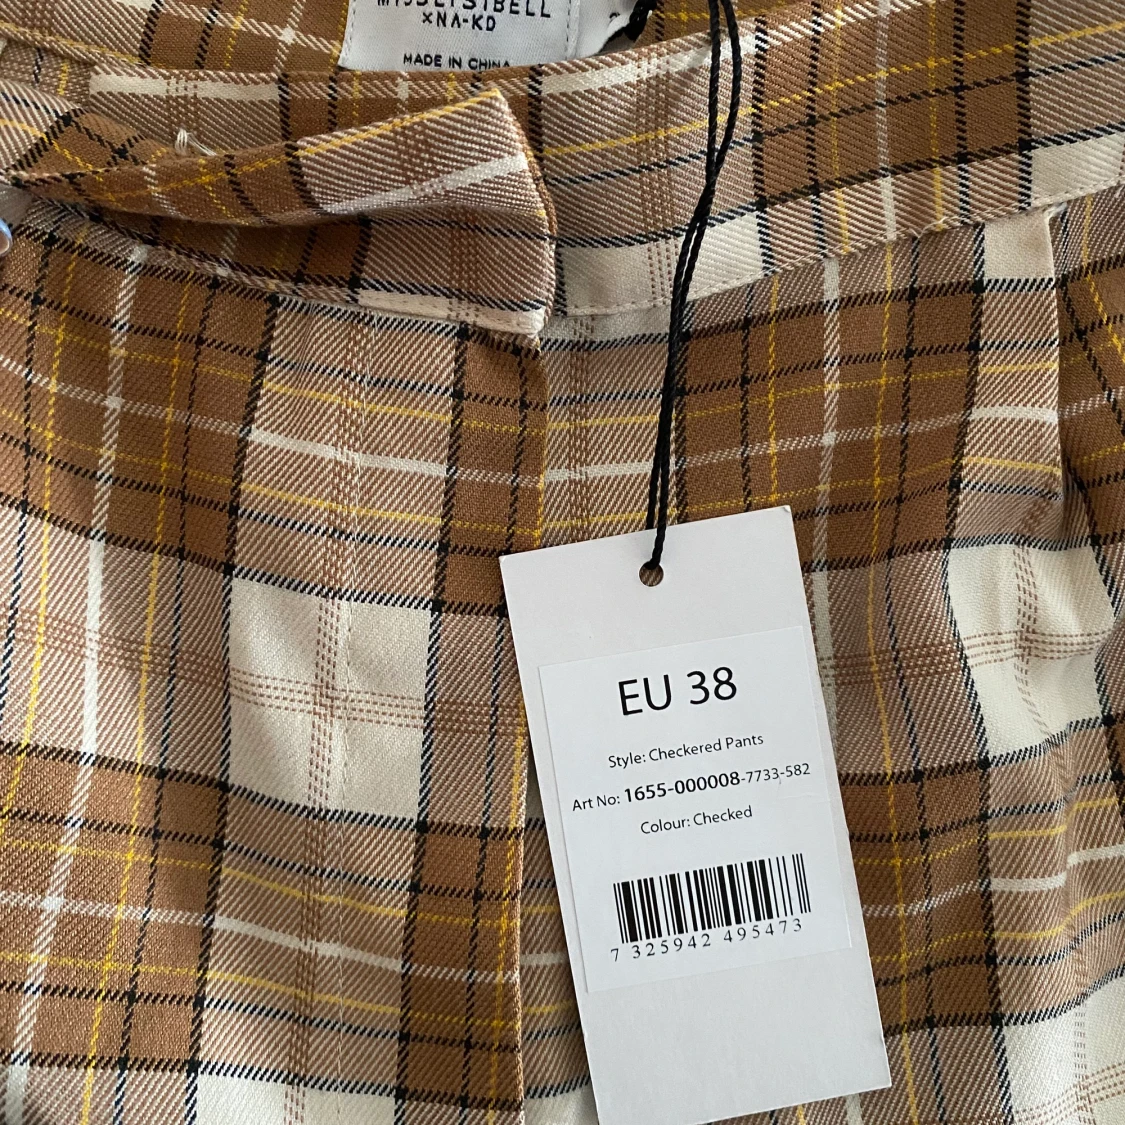 MISSLISIBELL
×NA-KD
MADE IN CHINA
EU 38
Style: Checkered Pants
Art No: 1655-000008-7733-582
Colour: Checked
7 325942 495473